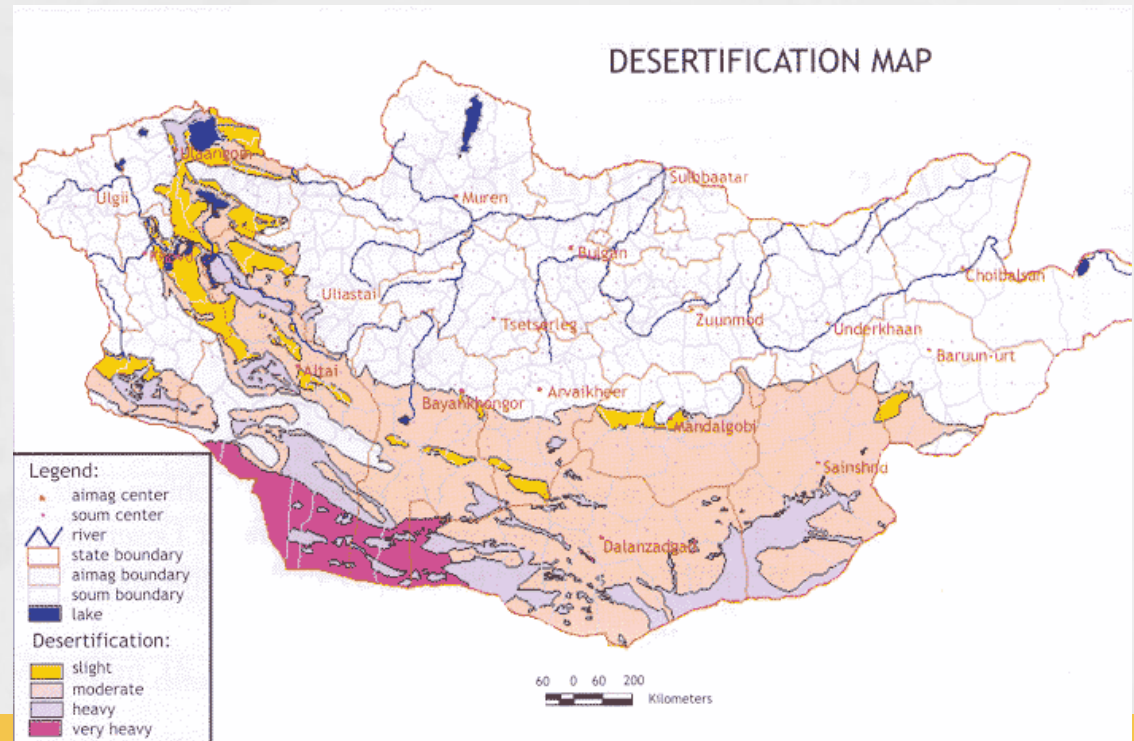 DESERTIFICATION MAP
Ulaangom
Ulgii
Muren
Sulbbaatar
Bulgan
Choibalsan
Uliastai
Tsetserleg
Zuunmod
Underkhaan
Baruun-urt
Altai
Bayankhongor
Arvaikheer
Mandalgobi
Sainshnd
Dalanzadgad
Legend:
aimag center
soum center
river
state boundary
aimag boundary
soum boundary
lake
Desertification:
slight
moderate
heavy
very heavy
60 0 60 200
Kilometers